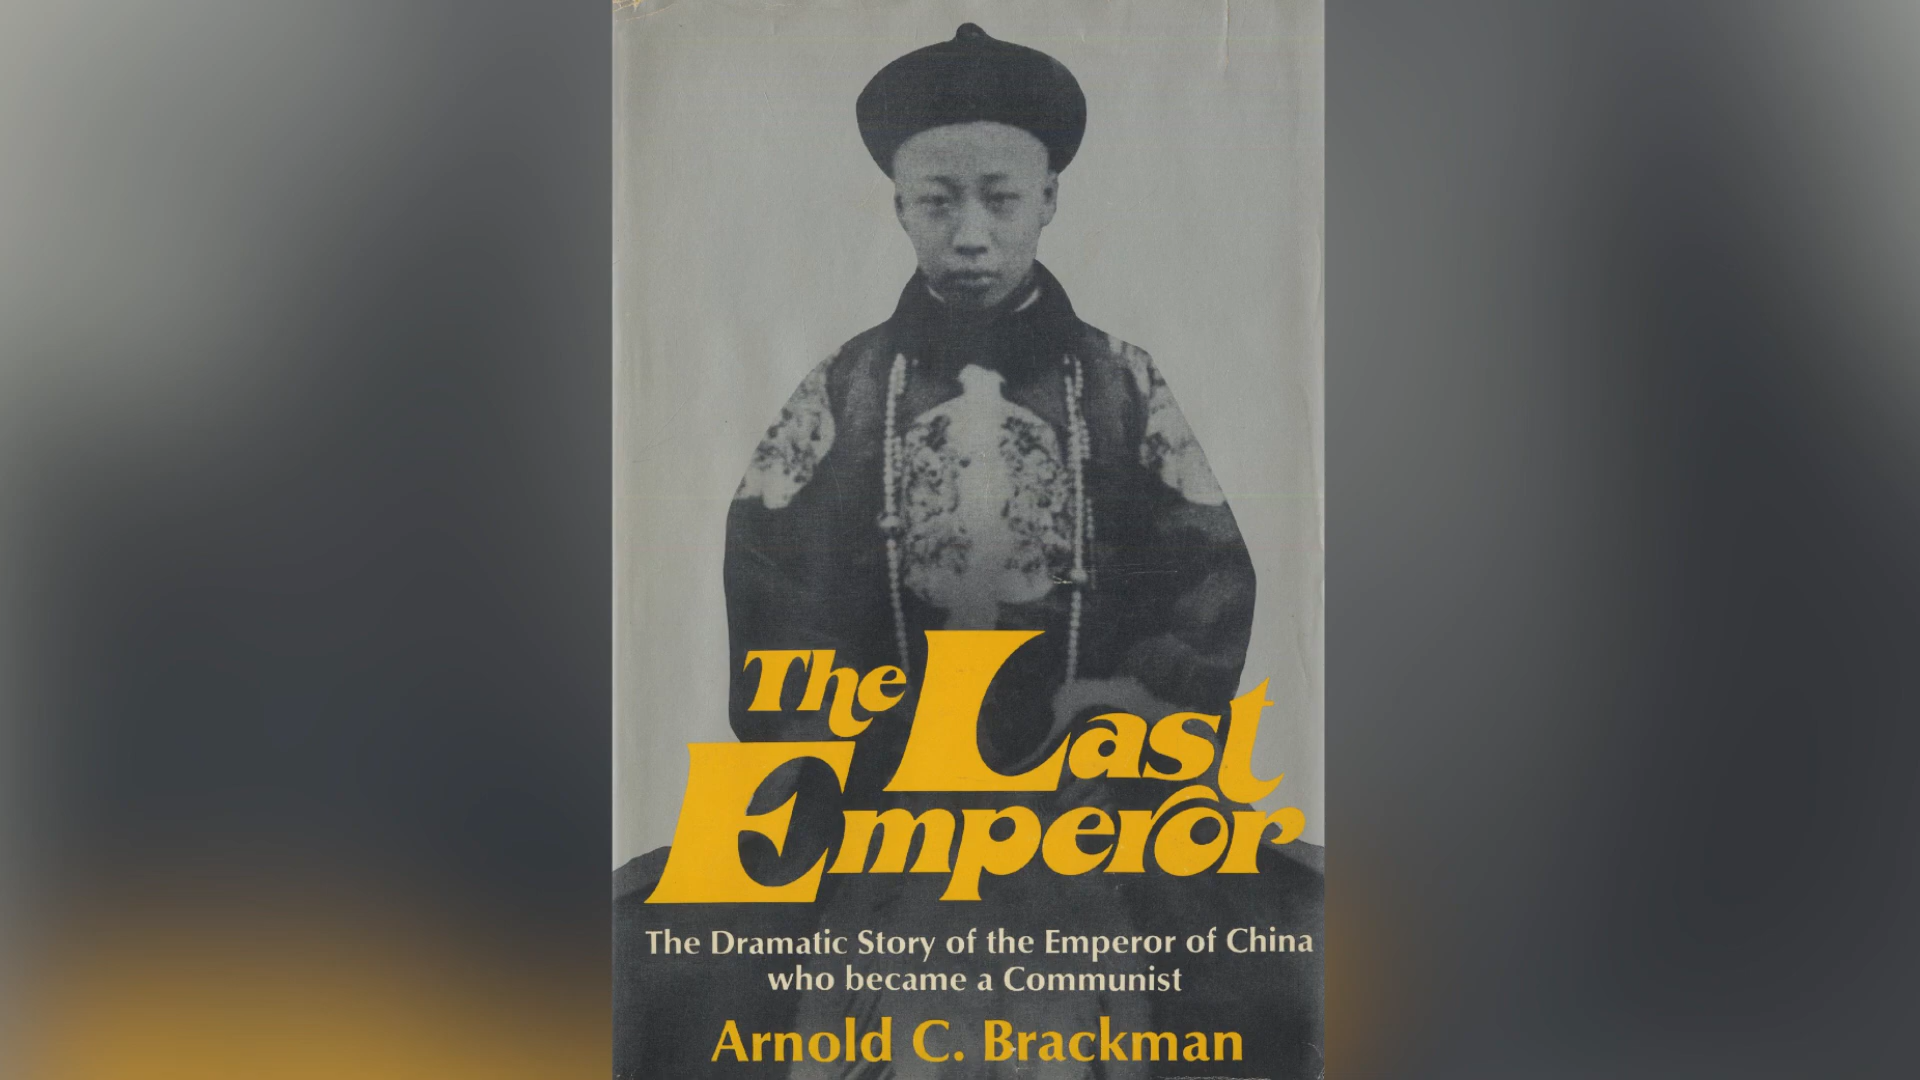 The Last
Emperor
The Dramatic Story of the Emperor of China
who became a Communist
Arnold C. Brackman